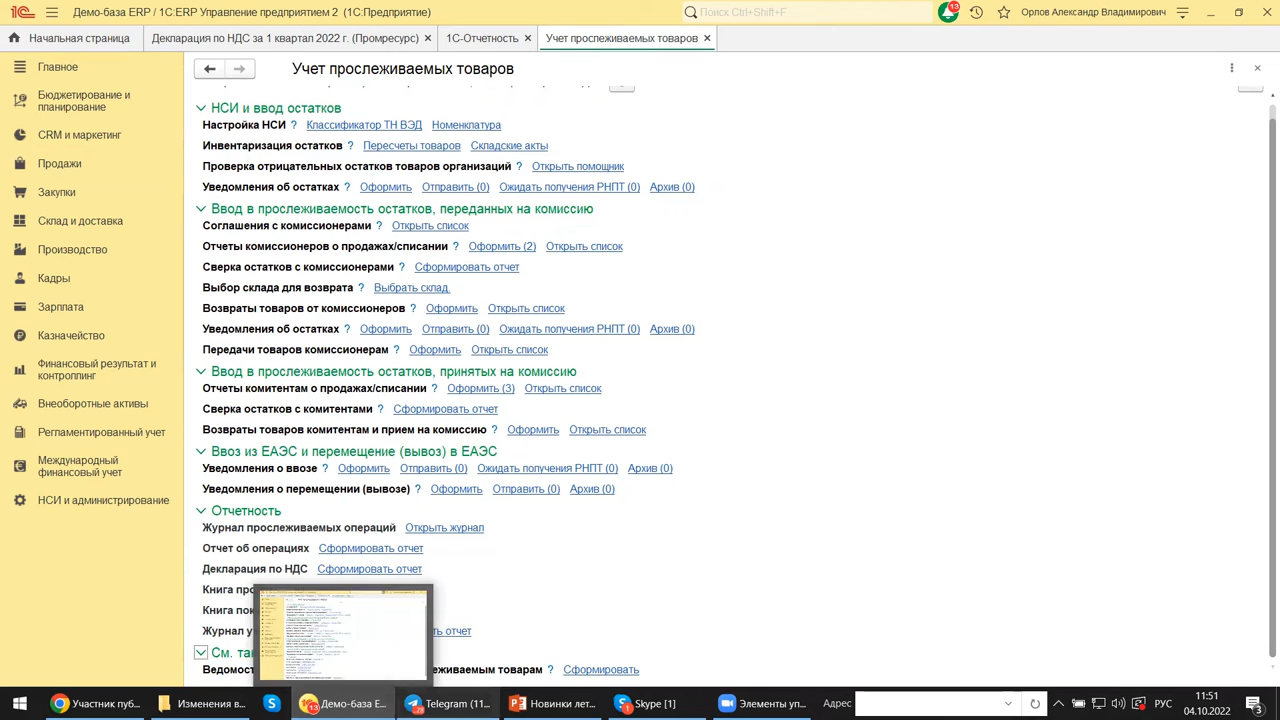 Демо-база ERP / 1С:ERP Управление предприятием 2 (1С:Предприятие) Поиск Ctrl+Shift+F 13 Орлов Александр Владимирович
Начальная страница Декларация по НДС за 1 квартал 2022 г. (Промресурс) × 1С-Отчетность × Учет прослеживаемых товаров ×
Учет прослеживаемых товаров
Главное
Бюджетирование и
планирование
CRM и маркетинг
Продажи
Закупки
Склад и доставка
Производство
Кадры
Зарплата
Казначейство
Финансовый результат и
контроллинг
Внеоборотные активы
Регламентированный учет
Международный
финансовый учет
НСИ и администрирование
НСИ и ввод остатков
Настройка НСИ ? Классификатор ТН ВЭД Номенклатура
Инвентаризация остатков ? Пересчеты товаров Складские акты
Проверка отрицательных остатков товаров организаций ? Открыть помощник
Уведомления об остатках ? Оформить Отправить (0) Ожидать получения РНПТ (0) Архив (0)
Ввод в прослеживаемость остатков, переданных на комиссию
Соглашения с комиссионерами ? Открыть список
Отчеты комиссионеров о продажах/списании ? Оформить (2) Открыть список
Сверка остатков с комиссионерами ? Сформировать отчет
Выбор склада для возврата ? Выбрать склад.
Возвраты товаров от комиссионеров ? Оформить Открыть список
Уведомления об остатках ? Оформить Отправить (0) Ожидать получения РНПТ (0) Архив (0)
Передачи товаров комиссионерам ? Оформить Открыть список
Ввод в прослеживаемость остатков, принятых на комиссию
Отчеты комитентам о продажах/списании ? Оформить (3) Открыть список
Сверка остатков с комитентами ? Сформировать отчет
Возвраты товаров комитентам и прием на комиссию ? Оформить Открыть список
Ввоз из ЕАЭС и перемещение (вывоз) в ЕАЭС
Уведомления о ввозе ? Оформить Отправить (0) Ожидать получения РНПТ (0) Архив (0)
Уведомления о перемещении (вывозе) ? Оформить Отправить (0) Архив (0)
Отчетность
Журнал прослеживаемых операций Открыть журнал
Отчет об операциях Сформировать отчет
Декларация по НДС Сформировать отчет
Книга про
Книга пок
Журнал у ь отчет
См. та
Ведомост ежным товарам Сформировать
Участник пуб... Изменения в... Демо-база E... Telegram (11... Новинки лет... Skype [1] Элементы уп... Адрес РУС 11:51
04.10.2022